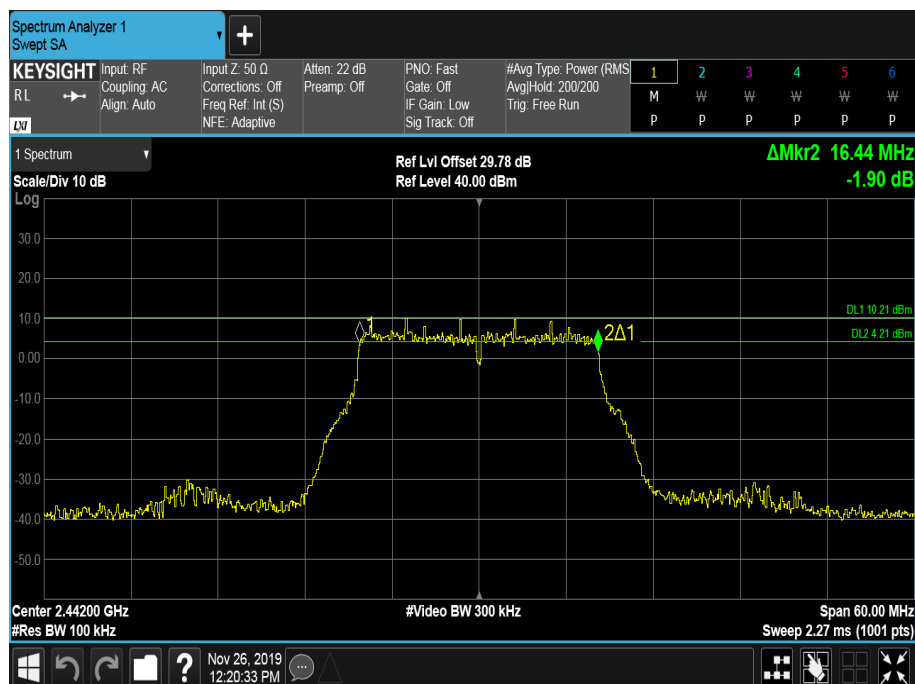 Spectrum Analyzer 1
Swept SA
+
KEYSIGHT
RL
LXI
Input: RF
Coupling: AC
Align: Auto
Input Z: 50 Ω
Corrections: Off
Freq Ref: Int (S)
NFE: Adaptive
Atten: 22 dB
Preamp: Off
PNO: Fast
Gate: Off
IF Gain: Low
Sig Track: Off
#Avg Type: Power (RMS
Avg|Hold: 200/200
Trig: Free Run
1 2 3 4 5 6
M W W W W W
P P P P P P
1 Spectrum
Scale/Div 10 dB
Log
Ref Lvl Offset 29.78 dB
Ref Level 40.00 dBm
ΔMkr2 16.44 MHz
-1.90 dB
30.0
20.0
10.0
0.00
-10.0
-20.0
-30.0
-40.0
-50.0
DL1 10.21 dBm
DL2 4.21 dBm
1
2Δ1
Center 2.44200 GHz
#Res BW 100 kHz
#Video BW 300 kHz
Span 60.00 MHz
Sweep 2.27 ms (1001 pts)
?
Nov 26, 2019
12:20:33 PM